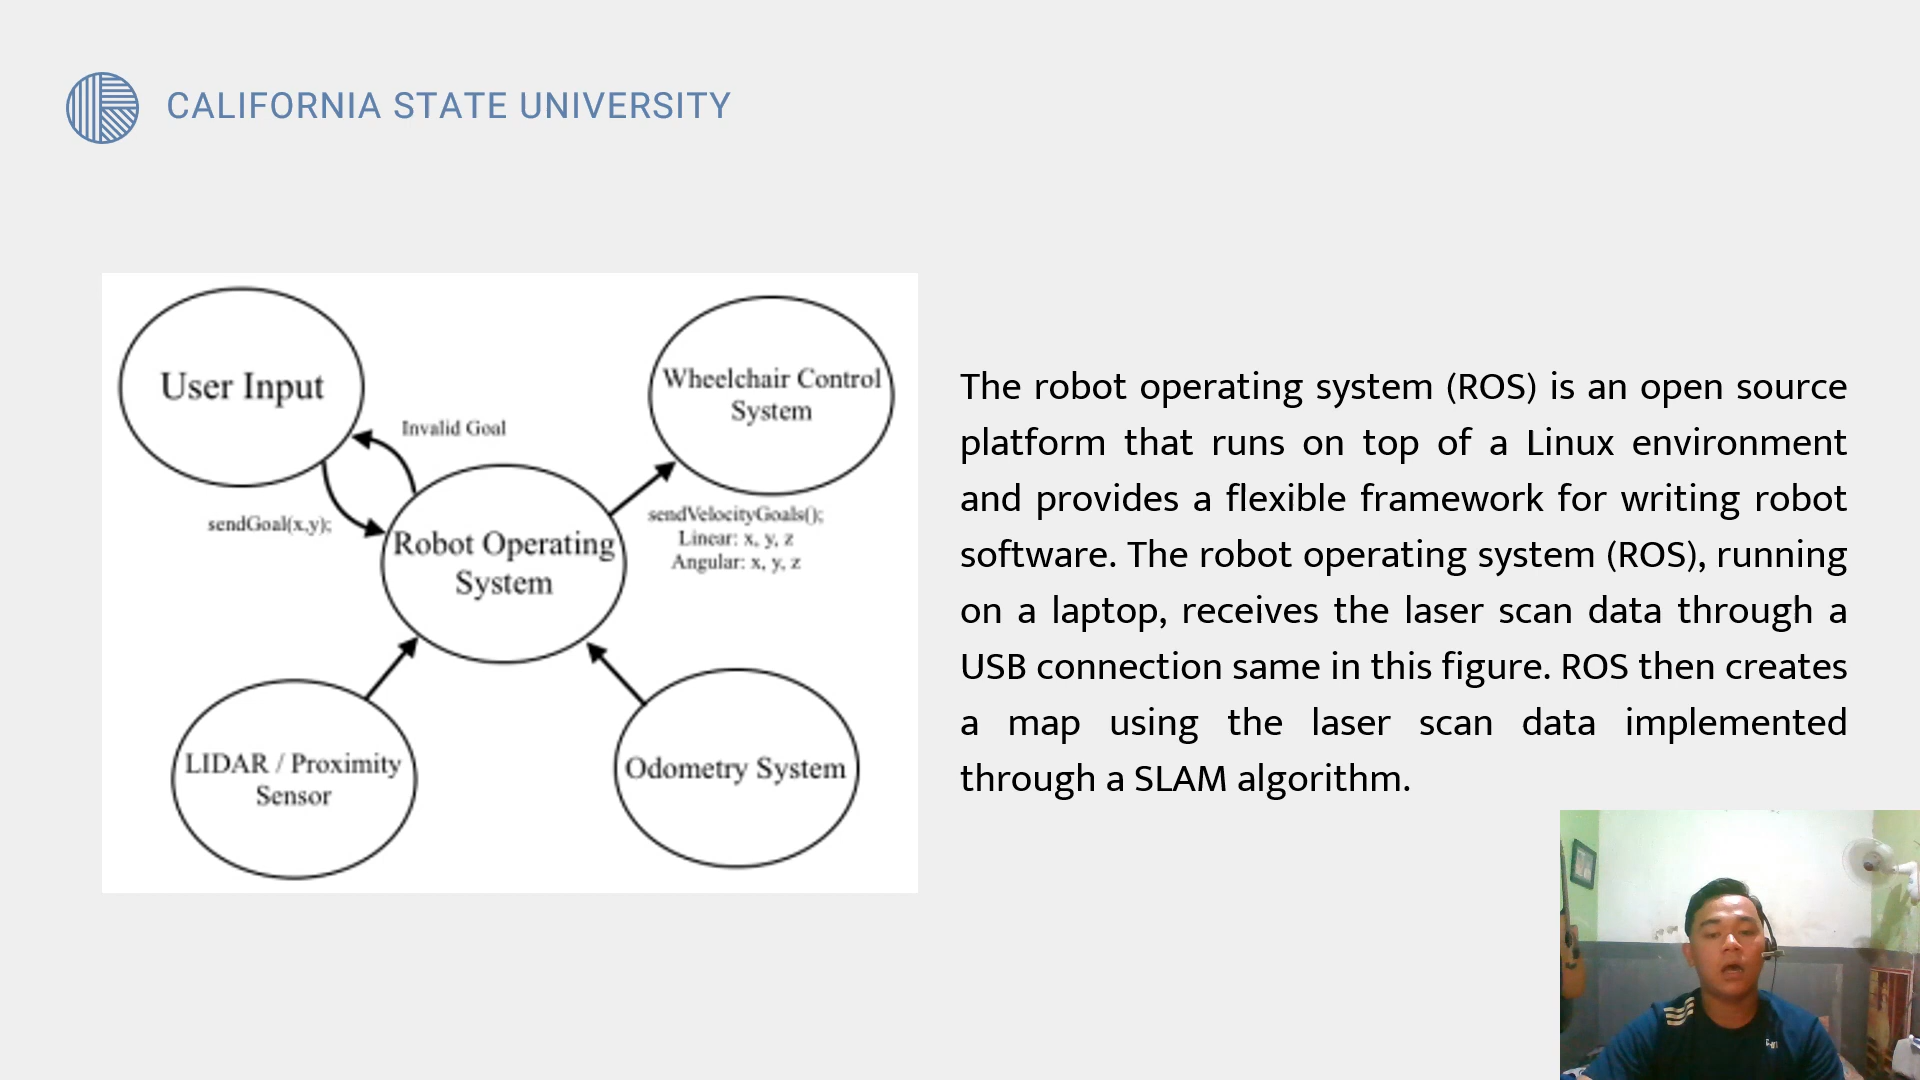 CALIFORNIA STATE UNIVERSITY
User Input
Wheelchair Control
System
Invalid Goal
sendGoal(x,y);
Robot Operating
System
sendVelocityGoals();
Linear: x, y, z
Angular: x, y, z
LIDAR / Proximity
Sensor
Odometry System
The robot operating system (ROS) is an open source
platform that runs on top of a Linux environment
and provides a flexible framework for writing robot
software. The robot operating system (ROS), running
on a laptop, receives the laser scan data through a
USB connection same in this figure. ROS then creates
a map using the laser scan data implemented
through a SLAM algorithm.